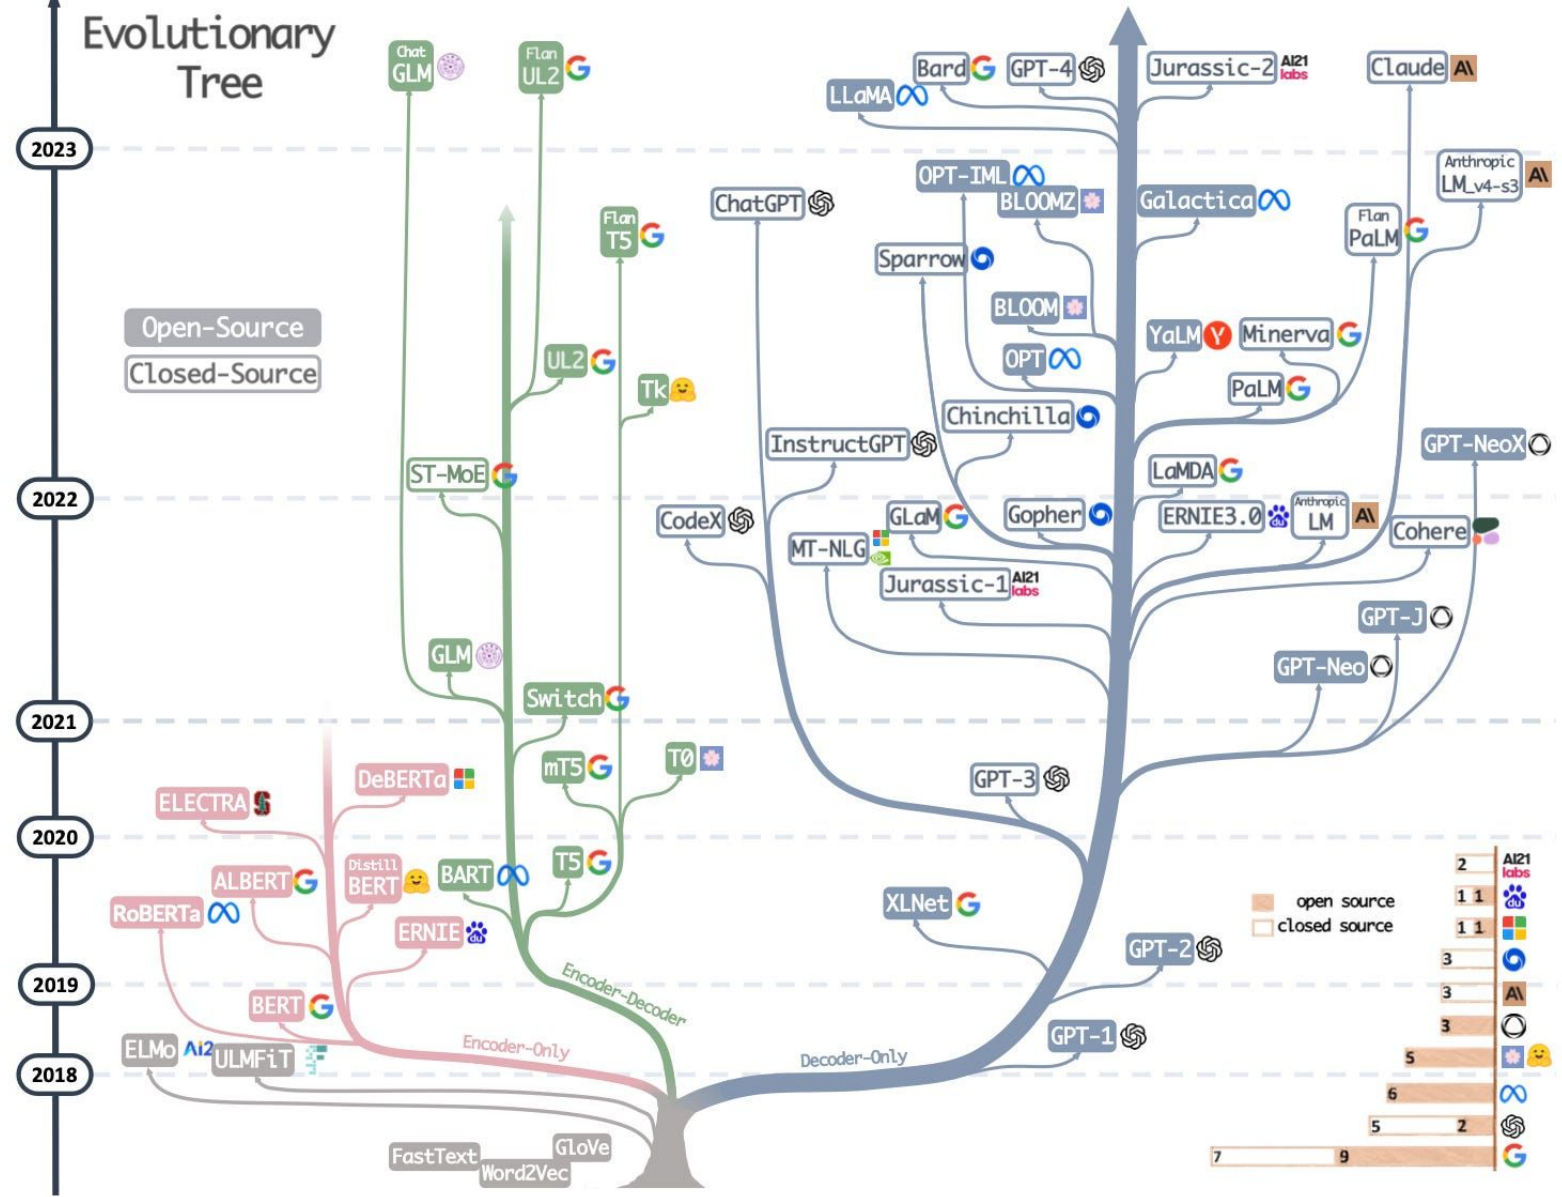 Evolutionary
Tree
Chat
GLM
Flan
UL2
Bard
GPT-4
Jurassic-2
AI21
labs
Claude
A\
LLaMA
2023
Anthropic
LM_v4-s3
A\
OPT-IML
BLOOMZ
Galactica
ChatGPT
Flan
T5
Flan
PaLM
Sparrow
Open-Source
Closed-Source
BLOOM
YaLM
Y
Minerva
UL2
OPT
Tk
PaLM
Chinchilla
InstructGPT
GPT-NeoX
ST-MoE
LaMDA
2022
CodeX
GLaM
Gopher
ERNIE3.0
du
Anthropic
LM
A\
Cohere
MT-NLG
Jurassic-1
AI21
labs
GPT-J
GLM
GPT-Neo
Switch
2021
mT5
T0
DeBERTa
GPT-3
ELECTRA
S
2020
ALBERT
Distill
BERT
BART
T5
RoBERTa
XLNet
ERNIE
du
GPT-2
2019
Encoder-Decoder
BERT
ELMo
Ai2
ULMFiT
Encoder-Only
Decoder-Only
GPT-1
2018
FastText
Word2Vec
GloVe
open source
closed source
2
AI21
labs
1 1
du
1 1
3
3
A\
3
5
6
5 2
7 9